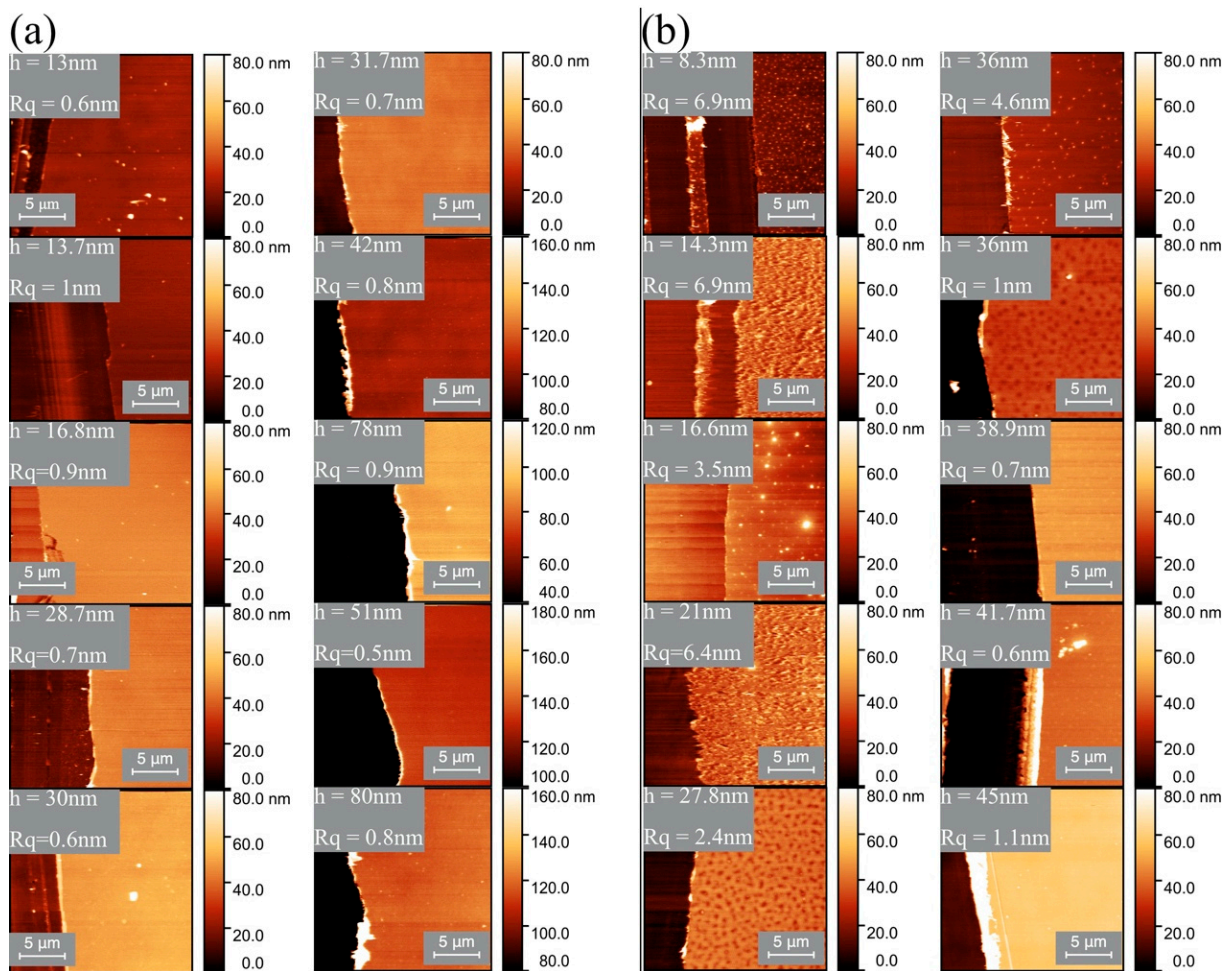 (a)
h = 13nm
Rq = 0.6nm
5 µm
80.0 nm
60.0
40.0
20.0
0.0
h = 31.7nm
Rq = 0.7nm
5 µm
80.0 nm
60.0
40.0
20.0
0.0
h = 13.7nm
Rq = 1nm
5 µm
80.0 nm
60.0
40.0
20.0
0.0
h = 42nm
Rq = 0.8nm
5 µm
160.0 nm
140.0
120.0
100.0
80.0
h = 16.8nm
Rq=0.9nm
5 µm
80.0 nm
60.0
40.0
20.0
0.0
h = 78nm
Rq = 0.9nm
5 µm
120.0 nm
100.0
80.0
60.0
40.0
h = 28.7nm
Rq=0.7nm
5 µm
80.0 nm
60.0
40.0
20.0
0.0
h = 51nm
Rq=0.5nm
5 µm
180.0 nm
160.0
140.0
120.0
100.0
h = 30nm
Rq=0.6nm
5 µm
80.0 nm
60.0
40.0
20.0
0.0
h = 80nm
Rq = 0.8nm
5 µm
160.0 nm
140.0
120.0
100.0
80.0
(b)
h = 8.3nm
Rq = 6.9nm
5 µm
80.0 nm
60.0
40.0
20.0
0.0
h = 36nm
Rq = 4.6nm
5 µm
80.0 nm
60.0
40.0
20.0
0.0
h = 14.3nm
Rq = 6.9nm
5 µm
80.0 nm
60.0
40.0
20.0
0.0
h = 36nm
Rq = 1nm
5 µm
80.0 nm
60.0
40.0
20.0
0.0
h = 16.6nm
Rq = 3.5nm
5 µm
80.0 nm
60.0
40.0
20.0
0.0
h = 38.9nm
Rq = 0.7nm
5 µm
80.0 nm
60.0
40.0
20.0
0.0
h = 21nm
Rq=6.4nm
5 µm
80.0 nm
60.0
40.0
20.0
0.0
h = 41.7nm
Rq = 0.6nm
5 µm
80.0 nm
60.0
40.0
20.0
0.0
h = 27.8nm
Rq = 2.4nm
5 µm
80.0 nm
60.0
40.0
20.0
0.0
h = 45nm
Rq = 1.1nm
5 µm
80.0 nm
60.0
40.0
20.0
0.0